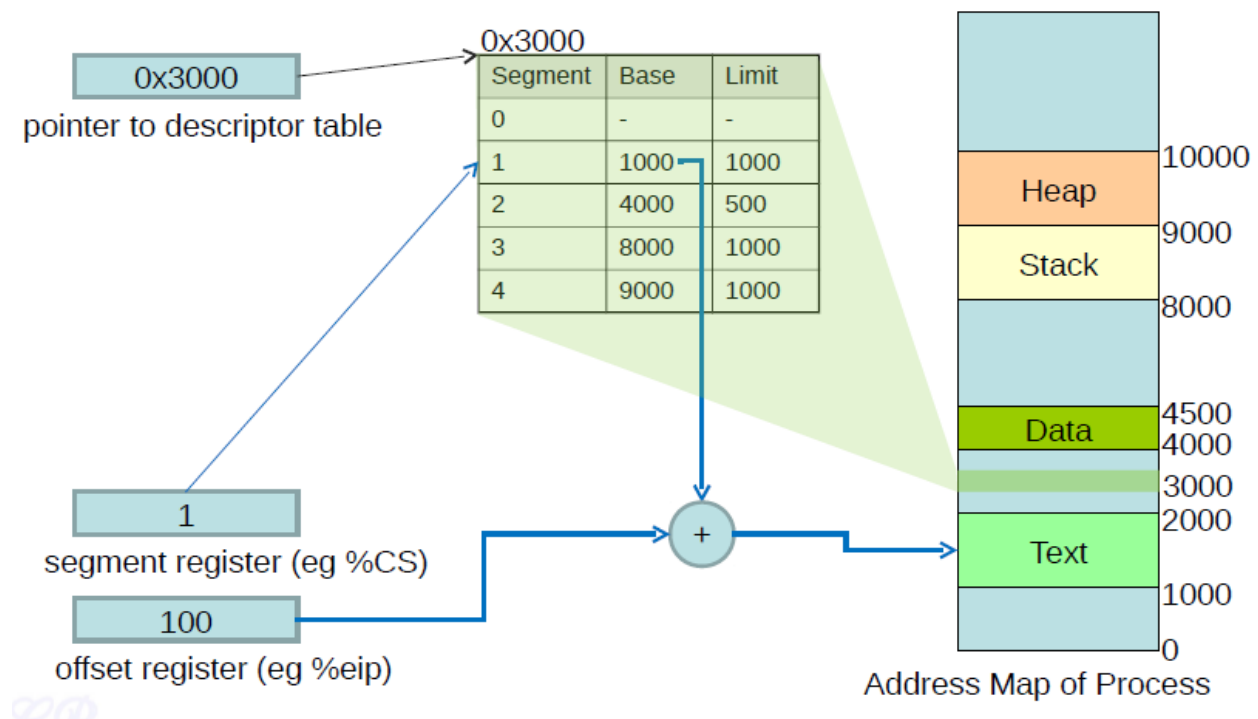 0x3000
pointer to descriptor table
0x3000
Segment Base Limit
0 - -
1 1000 1000
2 4000 500
3 8000 1000
4 9000 1000
1
segment register (eg %CS)
100
offset register (eg %eip)
+
10000
Heap
9000
Stack
8000
4500
Data
4000
3000
2000
Text
1000
0
Address Map of Process